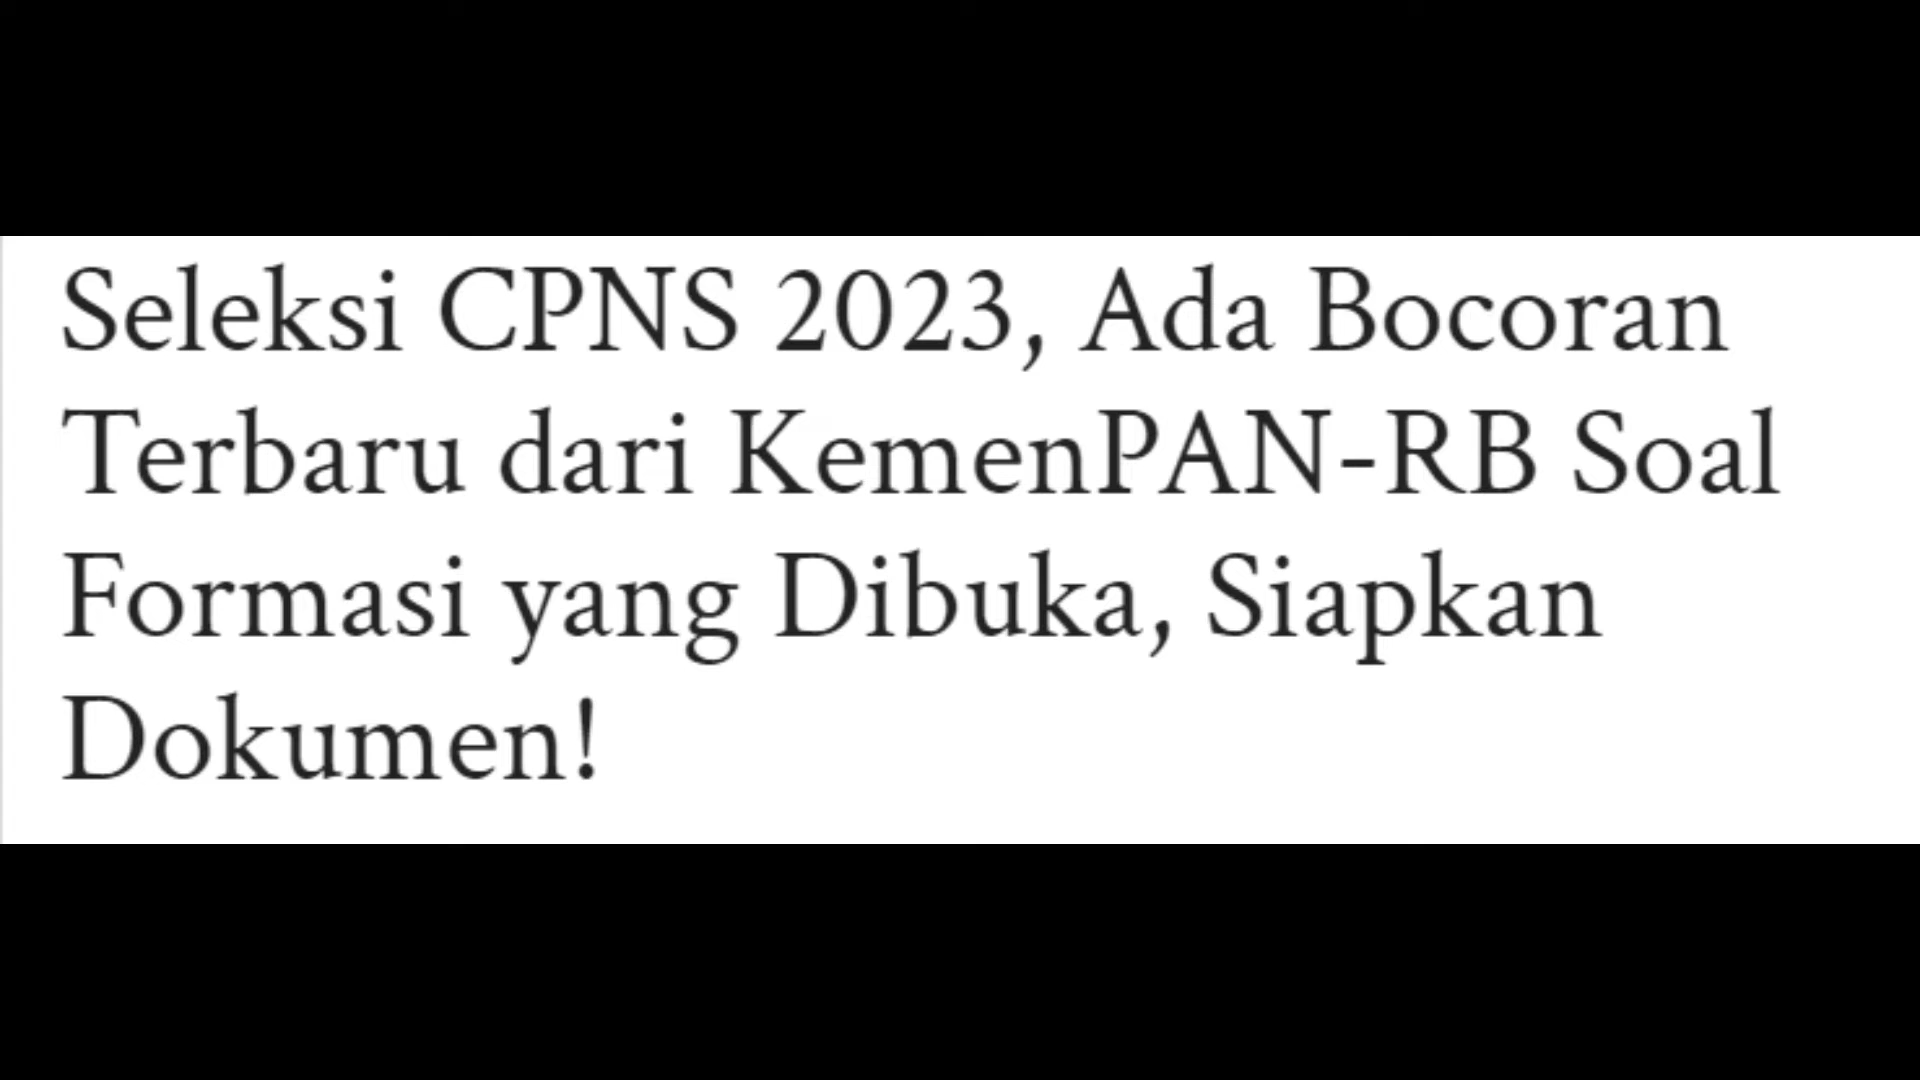 Seleksi CPNS 2023, Ada Bocoran
Terbaru dari KemenPAN-RB Soal
Formasi yang Dibuka, Siapkan
Dokumen!